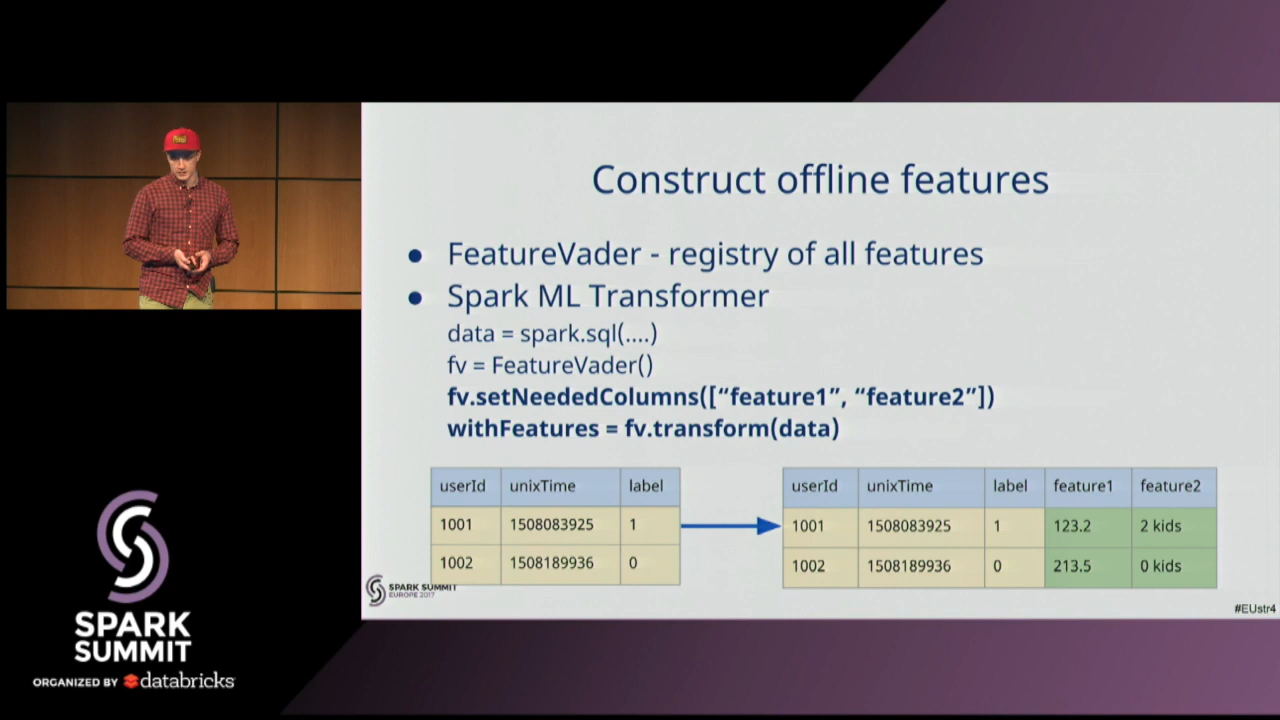 Construct offline features
● FeatureVader - registry of all features
● Spark ML Transformer
data = spark.sql(....)
fv = FeatureVader()
fv.setNeededColumns([“feature1”, “feature2”])
withFeatures = fv.transform(data)
userId unixTime label
1001 1508083925 1
1002 1508189936 0
userId unixTime label feature1 feature2
1001 1508083925 1 123.2 2 kids
1002 1508189936 0 213.5 0 kids
SPARK SUMMIT
EUROPE 2017
#EUstr4
SPARK
SUMMIT
ORGANIZED BY databricks